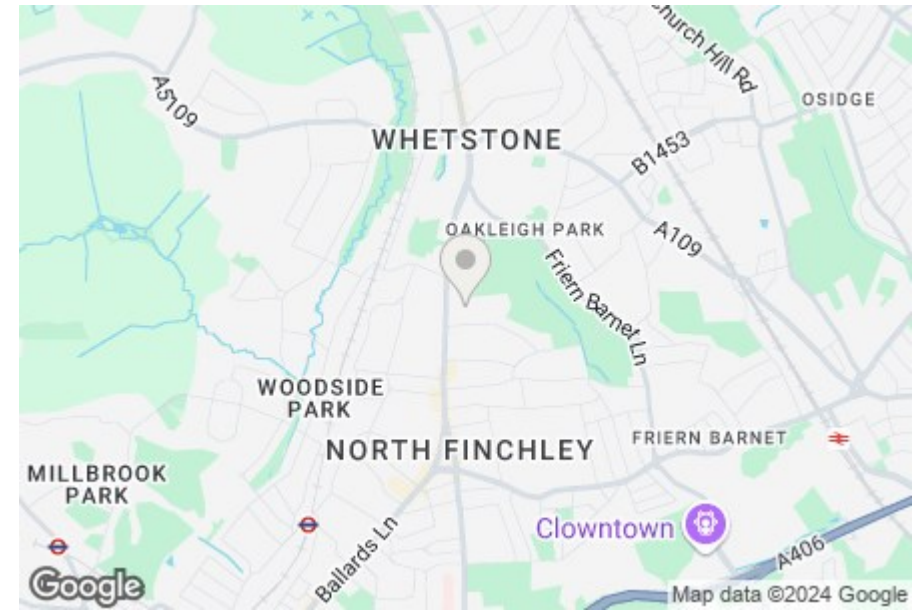 Church Hill Rd
A5109
OSIDGE
WHETSTONE
B1453
OAKLEIGH PARK
A109
Friern Barnet Ln
WOODSIDE
PARK
NORTH FINCHLEY
FRIERN BARNET
MILLBROOK
PARK
Clowntown
Ballards Ln
A406
Google
Map data ©2024 Google